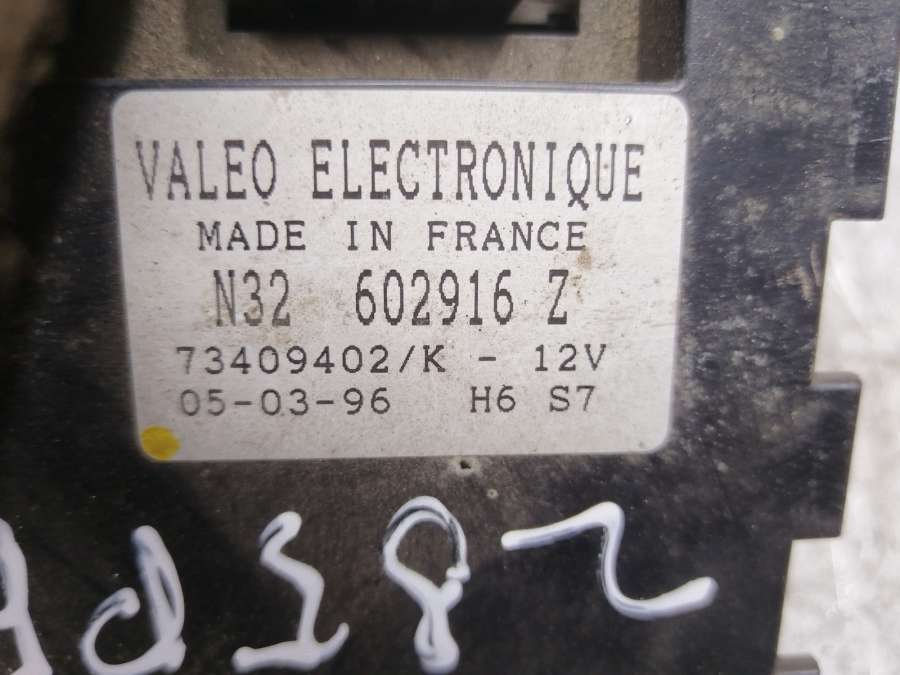 VALEO ELECTRONIQUE
MADE IN FRANCE
N32 602916 Z
73409402/K - 12V
05-03-96 H6 S7